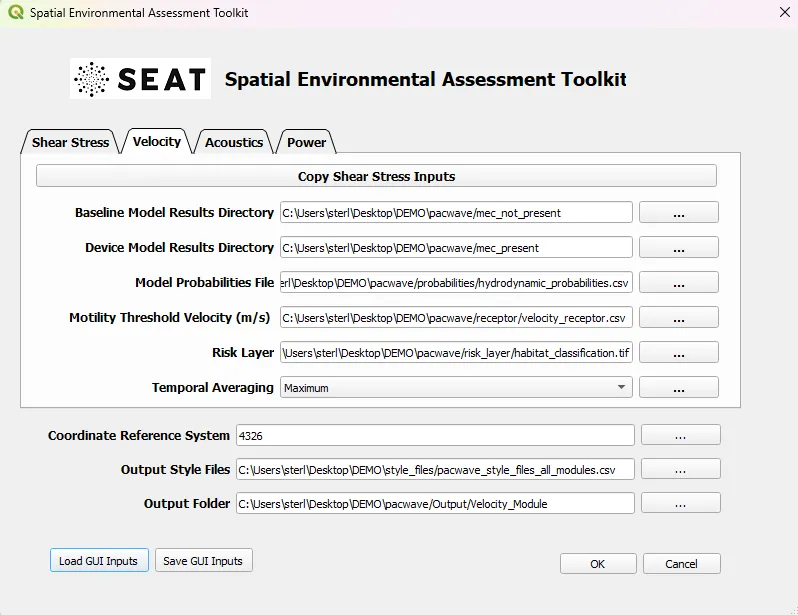 Spatial Environmental Assessment Toolkit
SEAT Spatial Environmental Assessment Toolkit
Shear Stress Velocity Acoustics Power
Copy Shear Stress Inputs
Baseline Model Results Directory C:\Users\sterl\Desktop\DEMO\pacwave/mec_not_present ...
Device Model Results Directory C:\Users\sterl\Desktop\DEMO\pacwave/mec_present ...
Model Probabilities File erl\Desktop\DEMO\pacwave/probabilities/hydrodynamic_probabilities.csv ...
Motility Threshold Velocity (m/s) C:\Users\sterl\Desktop\DEMO\pacwave/receptor/velocity_receptor.csv ...
Risk Layer \Users\sterl\Desktop\DEMO\pacwave/risk_layer/habitat_classification.tif ...
Temporal Averaging Maximum ...
Coordinate Reference System 4326 ...
Output Style Files C:\Users\sterl\Desktop\DEMO\style_files/pacwave_style_files_all_modules.csv ...
Output Folder C:\Users\sterl\Desktop\DEMO\pacwave/Output/Velocity_Module ...
Load GUI Inputs Save GUI Inputs OK Cancel